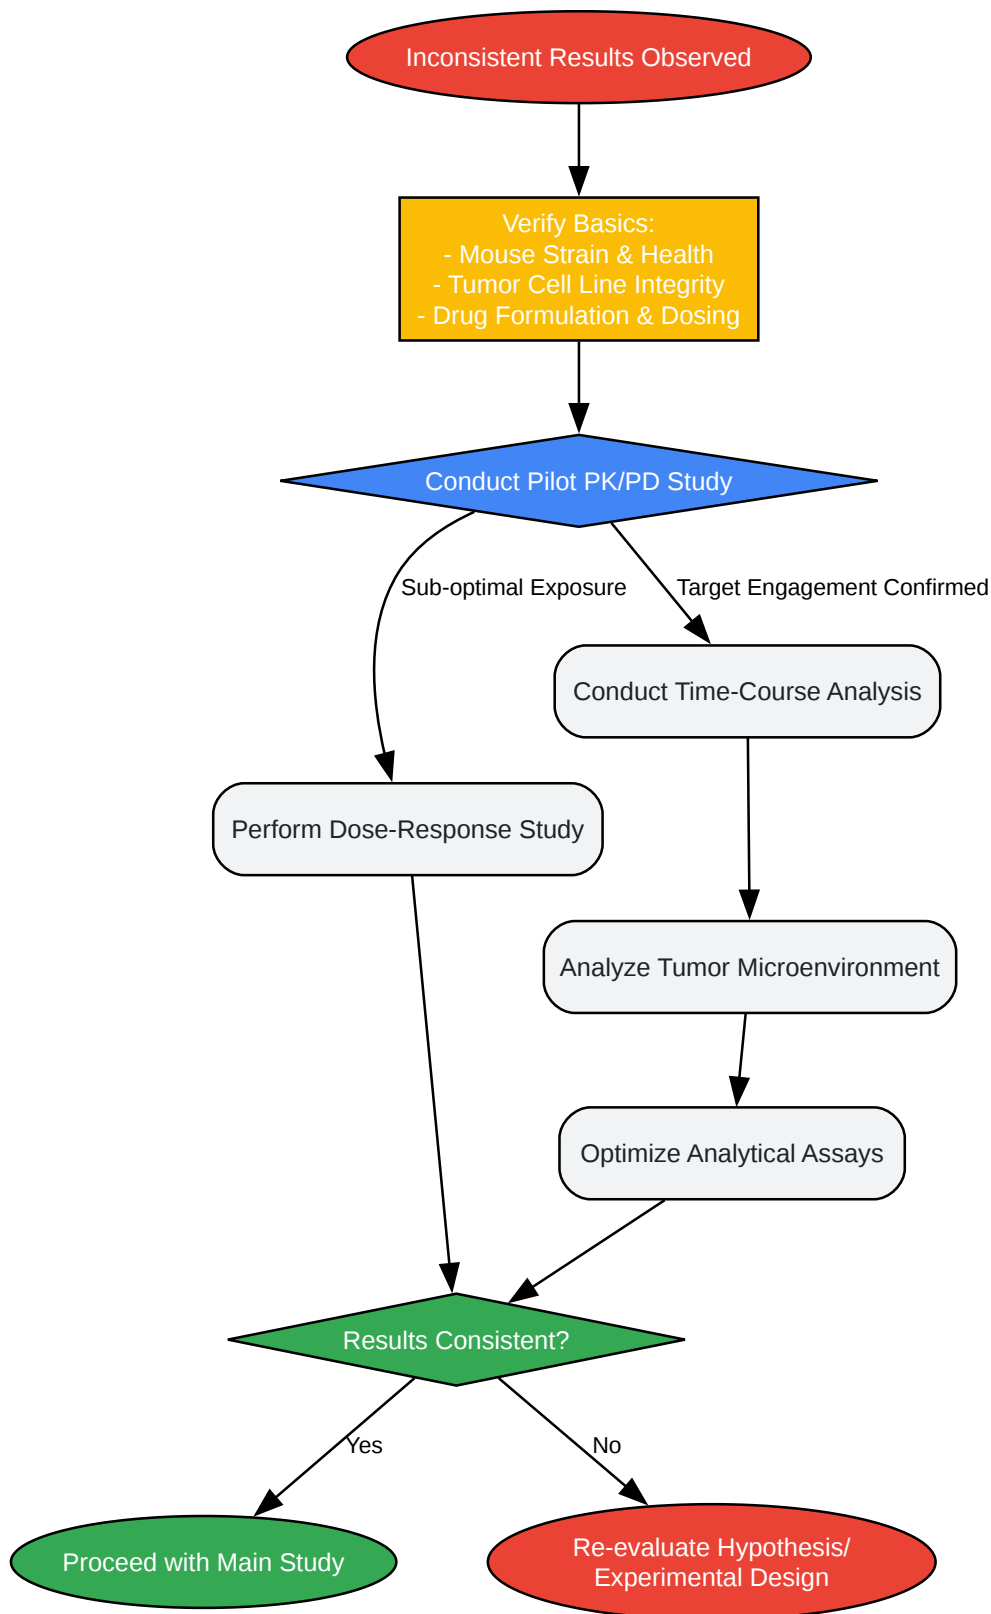 Inconsistent Results Observed
Verify Basics:
- Mouse Strain & Health
- Tumor Cell Line Integrity
- Drug Formulation & Dosing
Conduct Pilot PK/PD Study
Sub-optimal Exposure
Target Engagement Confirmed
Conduct Time-Course Analysis
Perform Dose-Response Study
Analyze Tumor Microenvironment
Optimize Analytical Assays
Results Consistent?
Yes
No
Proceed with Main Study
Re-evaluate Hypothesis/
Experimental Design